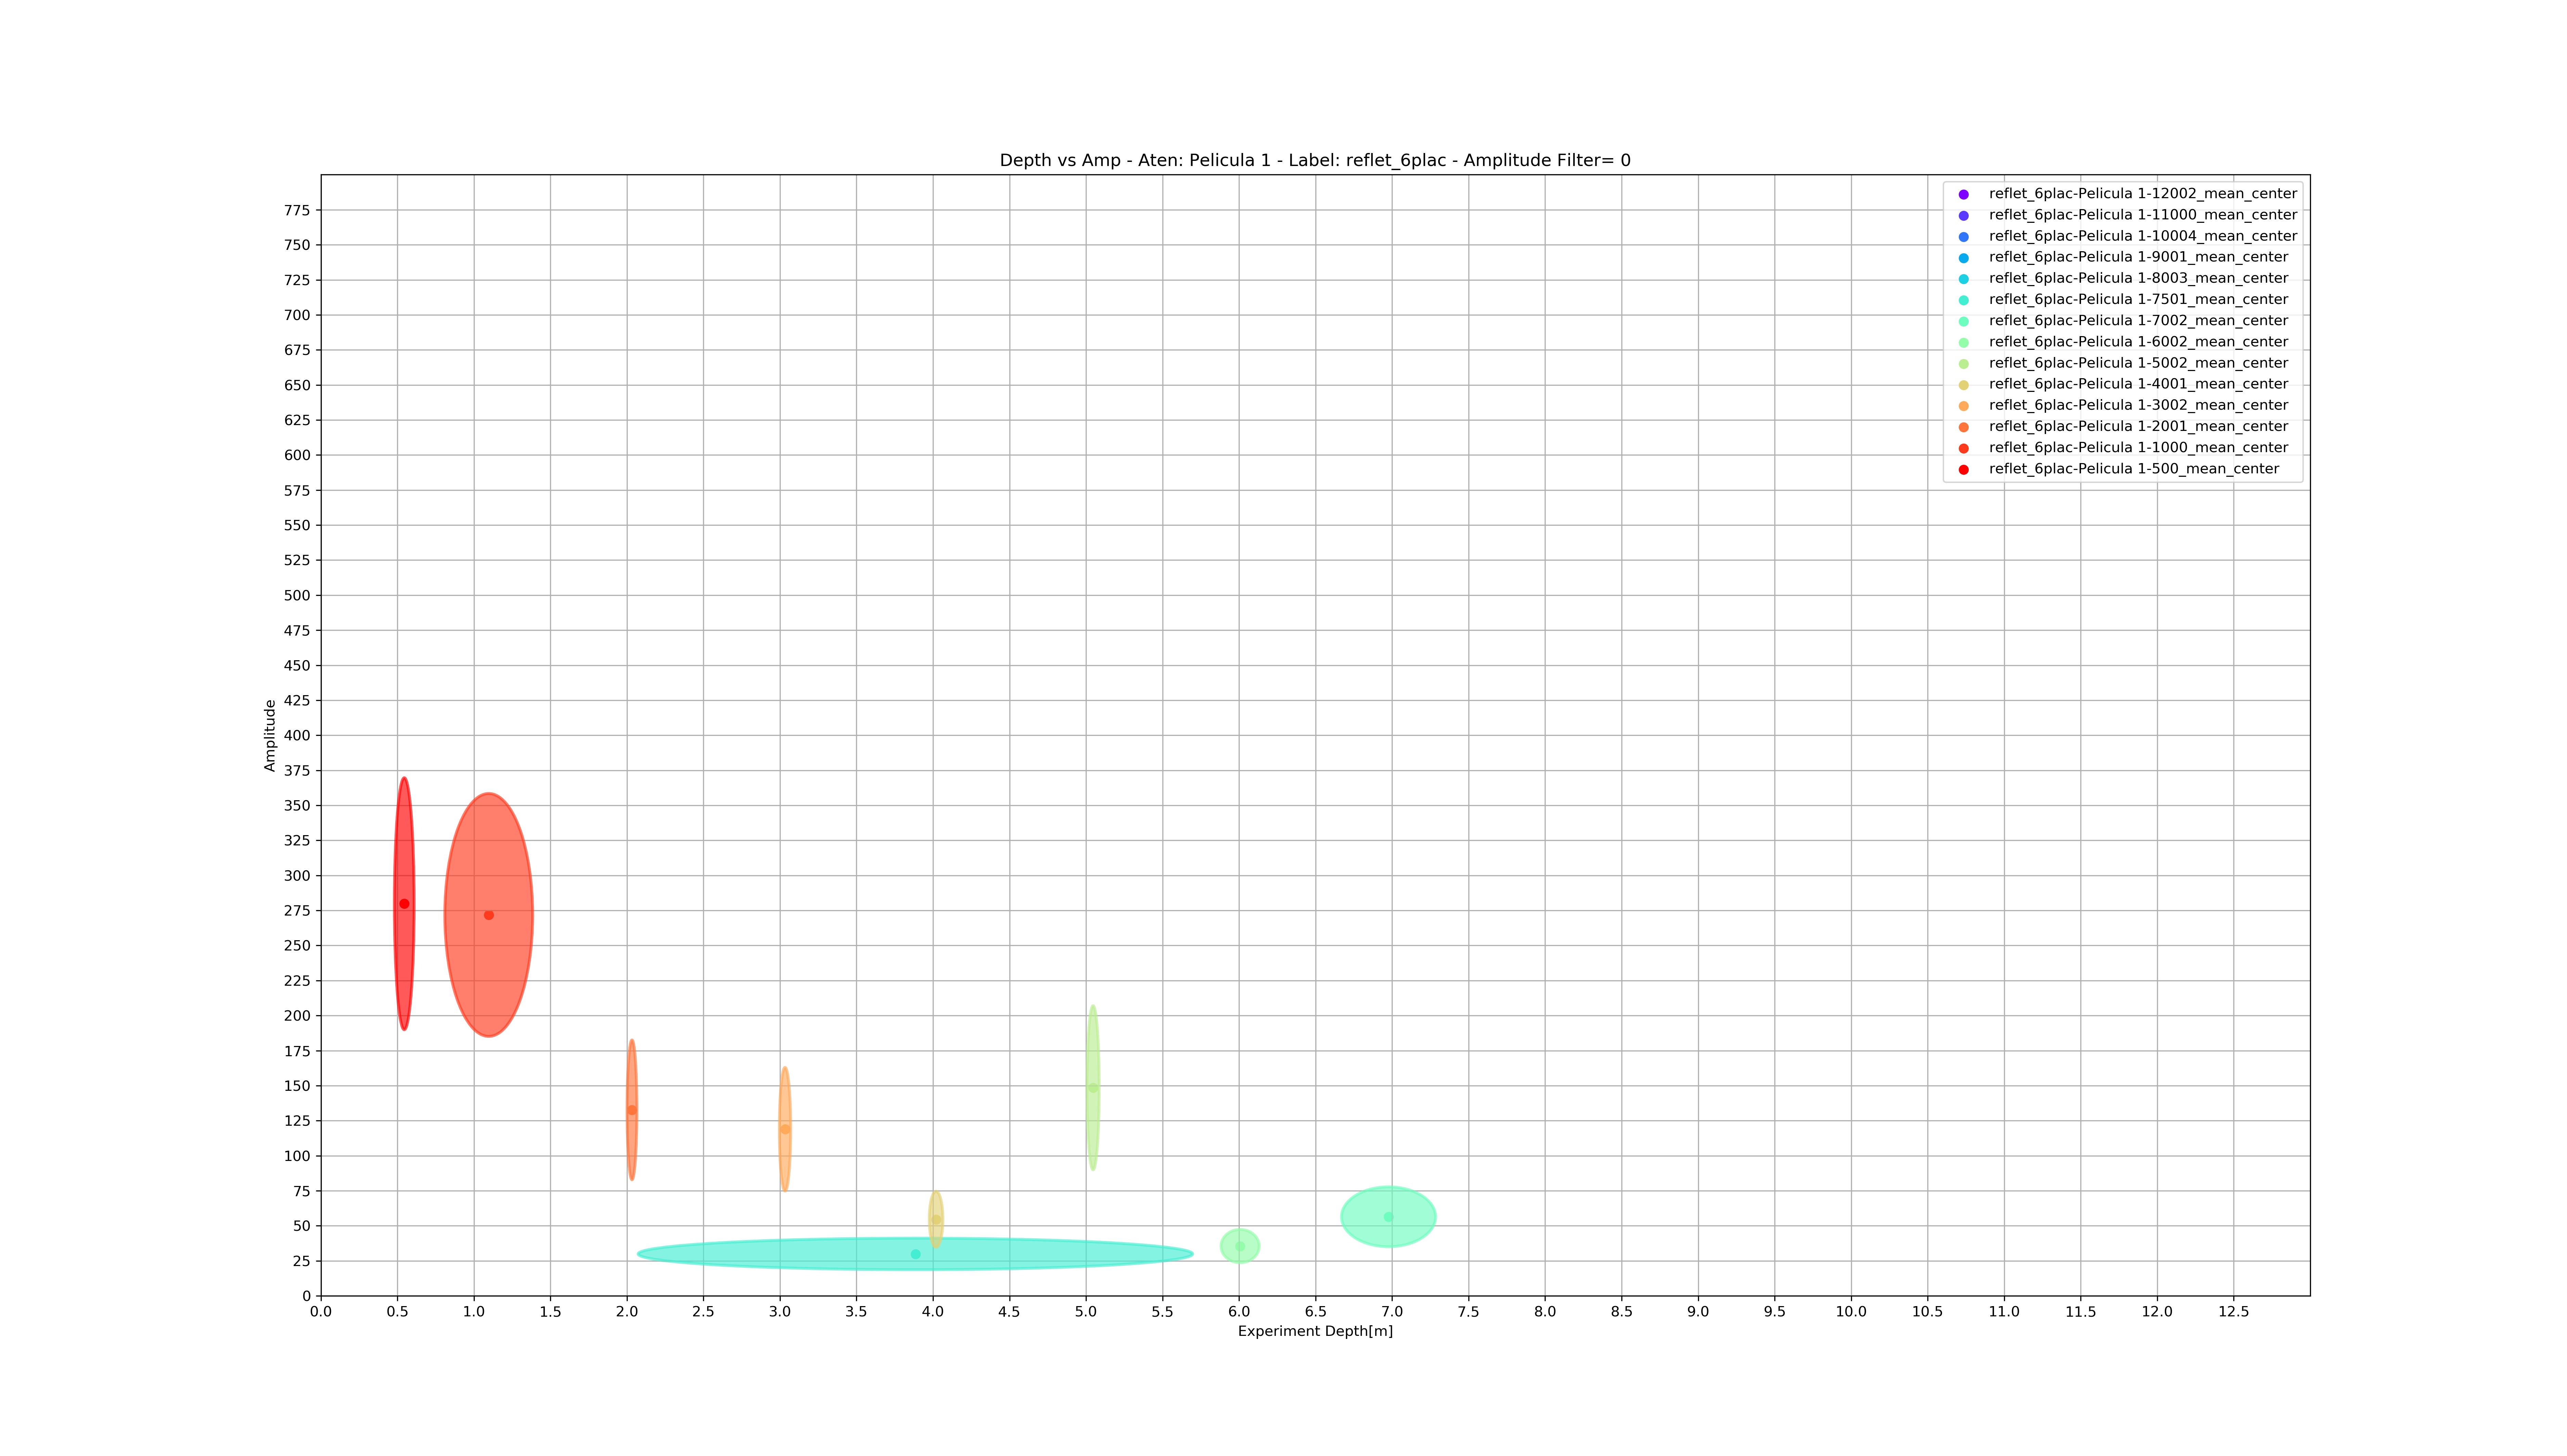 Depth vs Amp - Aten: Pelicula 1 - Label: reflet_6plac - Amplitude Filter= 0
reflet_6plac-Pelicula 1-12002_mean_center
reflet_6plac-Pelicula 1-11000_mean_center
reflet_6plac-Pelicula 1-10004_mean_center
reflet_6plac-Pelicula 1-9001_mean_center
reflet_6plac-Pelicula 1-8003_mean_center
reflet_6plac-Pelicula 1-7501_mean_center
reflet_6plac-Pelicula 1-7002_mean_center
reflet_6plac-Pelicula 1-6002_mean_center
reflet_6plac-Pelicula 1-5002_mean_center
reflet_6plac-Pelicula 1-4001_mean_center
reflet_6plac-Pelicula 1-3002_mean_center
reflet_6plac-Pelicula 1-2001_mean_center
reflet_6plac-Pelicula 1-1000_mean_center
reflet_6plac-Pelicula 1-500_mean_center
775
750
725
700
675
650
625
600
575
550
525
500
475
450
425
400
375
350
325
300
275
250
225
200
175
150
125
100
75
50
25
0
Amplitude
0.0 0.5 1.0 1.5 2.0 2.5 3.0 3.5 4.0 4.5 5.0 5.5 6.0 6.5 7.0 7.5 8.0 8.5 9.0 9.5 10.0 10.5 11.0 11.5 12.0 12.5
Experiment Depth[m]